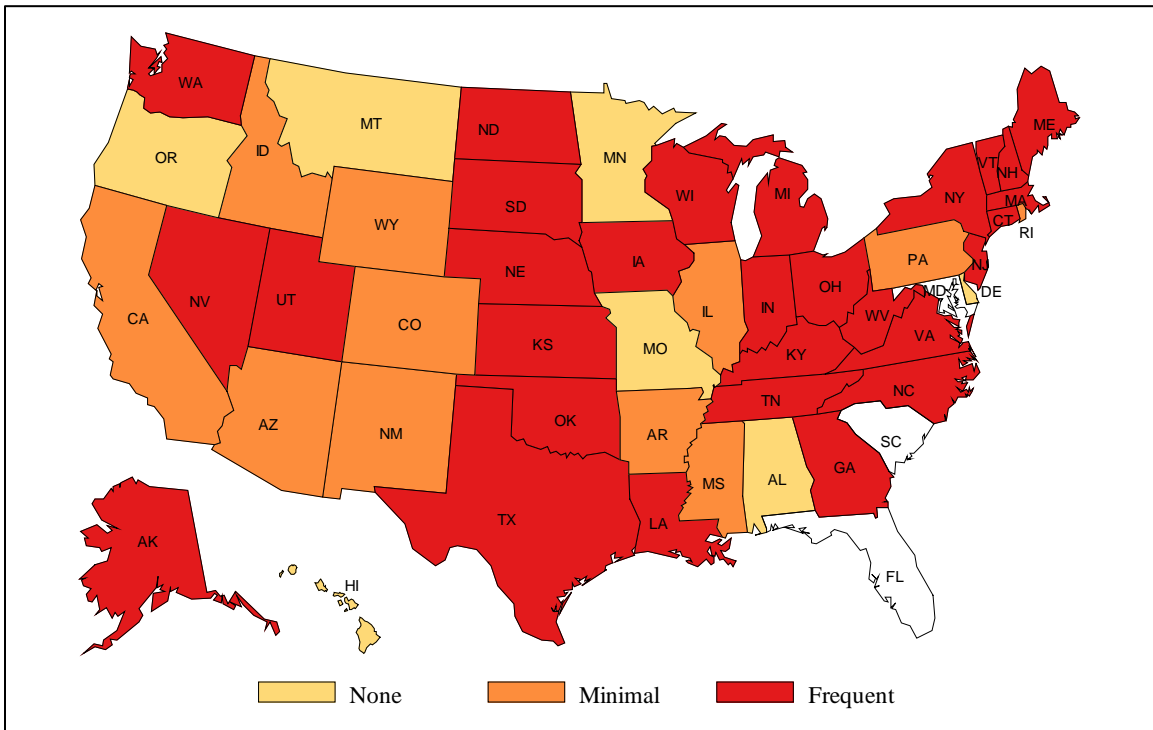 WA
MT
ND
MN
ME
OR
ID
VT
NH
WI
MI
NY
MA
SD
WY
CT
RI
PA
IA
NE
NJ
NV
UT
OH
MD
DE
IN
IL
CA
CO
WV
VA
MO
KS
KY
NC
TN
OK
AZ
NM
AR
SC
GA
MS
AL
TX
LA
AK
FL
HI
None
Minimal
Frequent